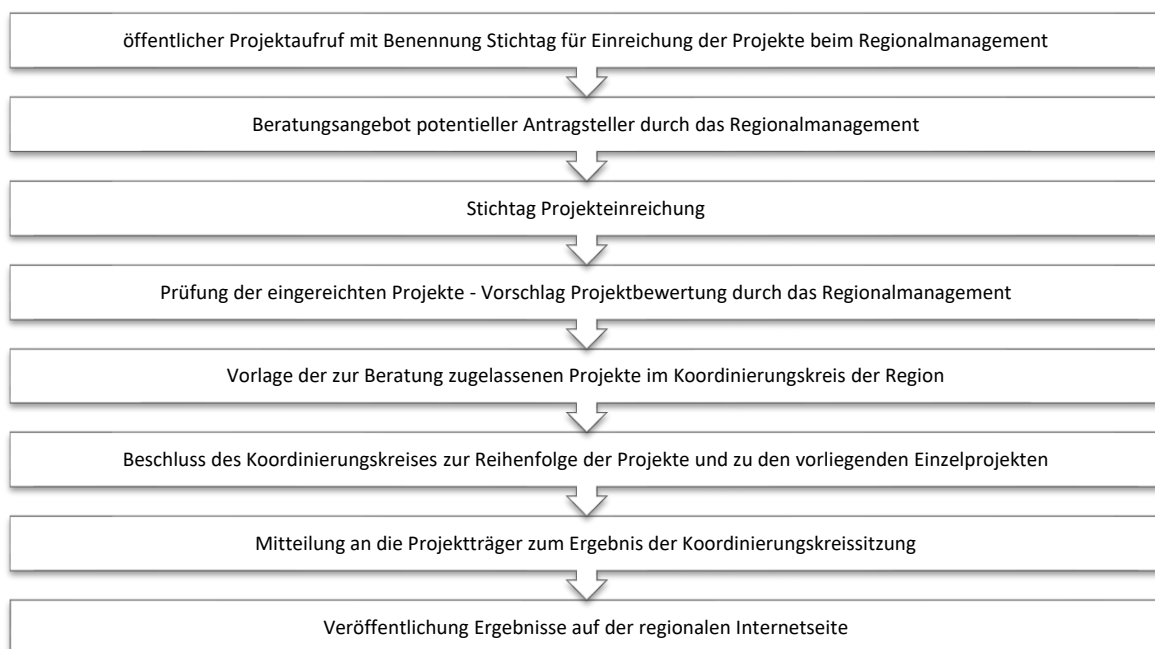 öffentlicher Projektaufruf mit Benennung Stichtag für Einreichung der Projekte beim Regionalmanagement
Beratungsangebot potentieller Antragsteller durch das Regionalmanagement
Stichtag Projekteinreichung
Prüfung der eingereichten Projekte - Vorschlag Projektbewertung durch das Regionalmanagement
Vorlage der zur Beratung zugelassenen Projekte im Koordinierungskreis der Region
Beschluss des Koordinierungskreises zur Reihenfolge der Projekte und zu den vorliegenden Einzelprojekten
Mitteilung an die Projektträger zum Ergebnis der Koordinierungskreissitzung
Veröffentlichung Ergebnisse auf der regionalen Internetseite